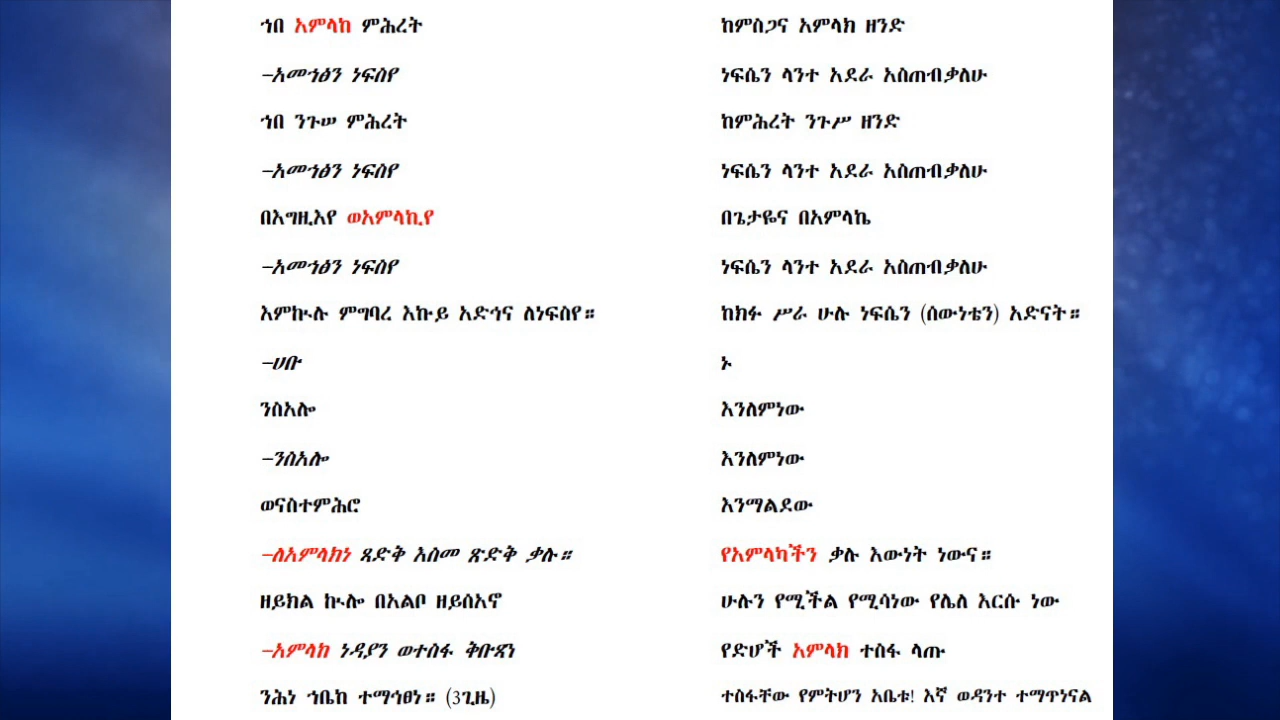 ኀበ አምላከ ምሕረት ከምስጋና አምላክ ዘንድ
–አመኅፅን ነፍስየ ነፍሴን ላንተ አደራ አስጠብቃለሁ
ኀበ ንጉሠ ምሕረት ከምሕረት ንጉሥ ዘንድ
–አመኅፅን ነፍስየ ነፍሴን ላንተ አደራ አስጠብቃለሁ
በእግዚእየ ወአምላኪየ በጌታዬና በአምላኬ
–አመኅፅን ነፍስየ ነፍሴን ላንተ አደራ አስጠብቃለሁ
እምኲሉ ምግባረ እኩይ አድኅና ለነፍስየ። ከክፉ ሥራ ሁሉ ነፍሴን (ሰውነቴን) አድናት።
–ሀቡ ኑ
ንስአሎ እንለምነው
–ንስአሎ እንለምነው
ወናስተምሕሮ እንማልደው
–ለአምላክነ ጻድቅ እስመ ጽድቅ ቃሉ። የአምላካችን ቃሉ እውነት ነውና።
ዘይክል ኲሎ በአልቦ ዘይሰአኖ ሁሉን የሚችል የሚሳነው የሌለ እርሱ ነው
–አምላከ ነዳያን ወተስፋ ቅቡፃን የድሆች አምላክ ተስፋ ላጡ
ንሕነ ኀቤከ ተማኅፀነ። (3ጊዜ) ተስፋቸው የምትሆን አቤቱ! እኛ ወዳንተ ተማጥነናል